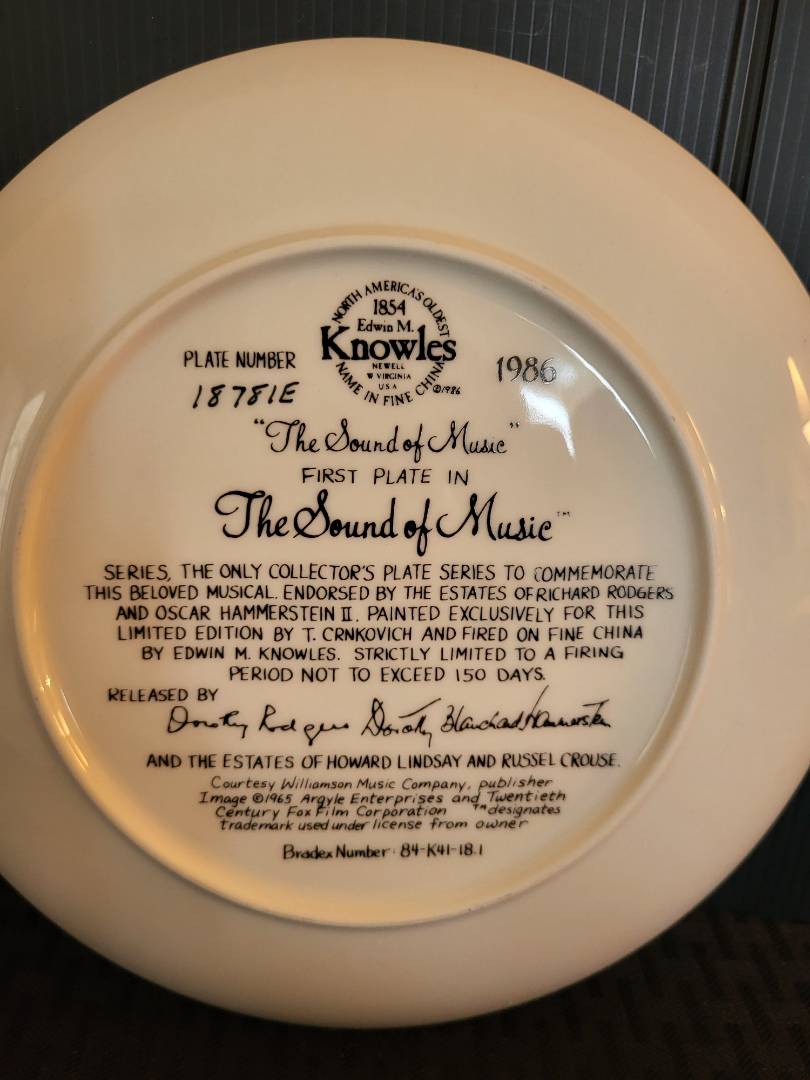 NORTH AMERICA'S OLDEST
1854
Edwin M.
Knowles
NEWELL
W VIRGINIA
USA
NAME IN FINE CHINA
©1986
PLATE NUMBER
18781E
1986
"The Sound of Music"
FIRST PLATE IN
The Sound of Music™
SERIES, THE ONLY COLLECTOR'S PLATE SERIES TO COMMEMORATE
THIS BELOVED MUSICAL. ENDORSED BY THE ESTATES OF RICHARD RODGERS
AND OSCAR HAMMERSTEIN II. PAINTED EXCLUSIVELY FOR THIS
LIMITED EDITION BY T. CRNKOVICH AND FIRED ON FINE CHINA
BY EDWIN M. KNOWLES. STRICTLY LIMITED TO A FIRING
PERIOD NOT TO EXCEED 150 DAYS.
RELEASED BY
Dorothy Rodgers Dorothy Blanchard Hammerstein
AND THE ESTATES OF HOWARD LINDSAY AND RUSSEL CROUSE.
Courtesy Williamson Music Company, publisher
Image ©1965 Argyle Enterprises and Twentieth
Century Fox Film Corporation ™designates
trademark used under license from owner
Bradex Number: 84-K41-18.1